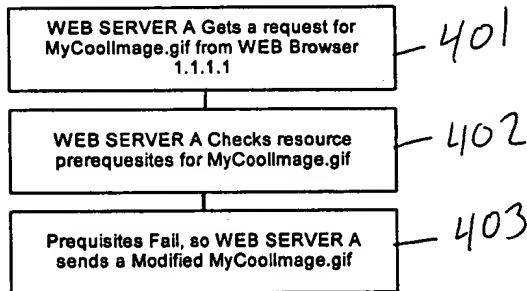 WEB SERVER A Gets a request for
MyCoolImage.gif from WEB Browser
1.1.1.1
401
WEB SERVER A Checks resource
prerequesites for MyCoolImage.gif
402
Prequisites Fail, so WEB SERVER A
sends a Modified MyCoolImage.gif
403